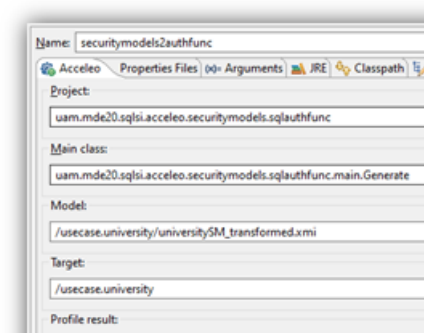 Name: securitymodels2authfunc
Acceleo Properties Files (x)= Arguments JRE Classpath
Project:
uam.mde20.sqlsi.acceleo.securitymodels.sqlauthfunc
Main class:
uam.mde20.sqlsi.acceleo.securitymodels.sqlauthfunc.main.Generate
Model:
/usecase.university/universitySM_transformed.xmi
Target:
/usecase.university
Profile result: